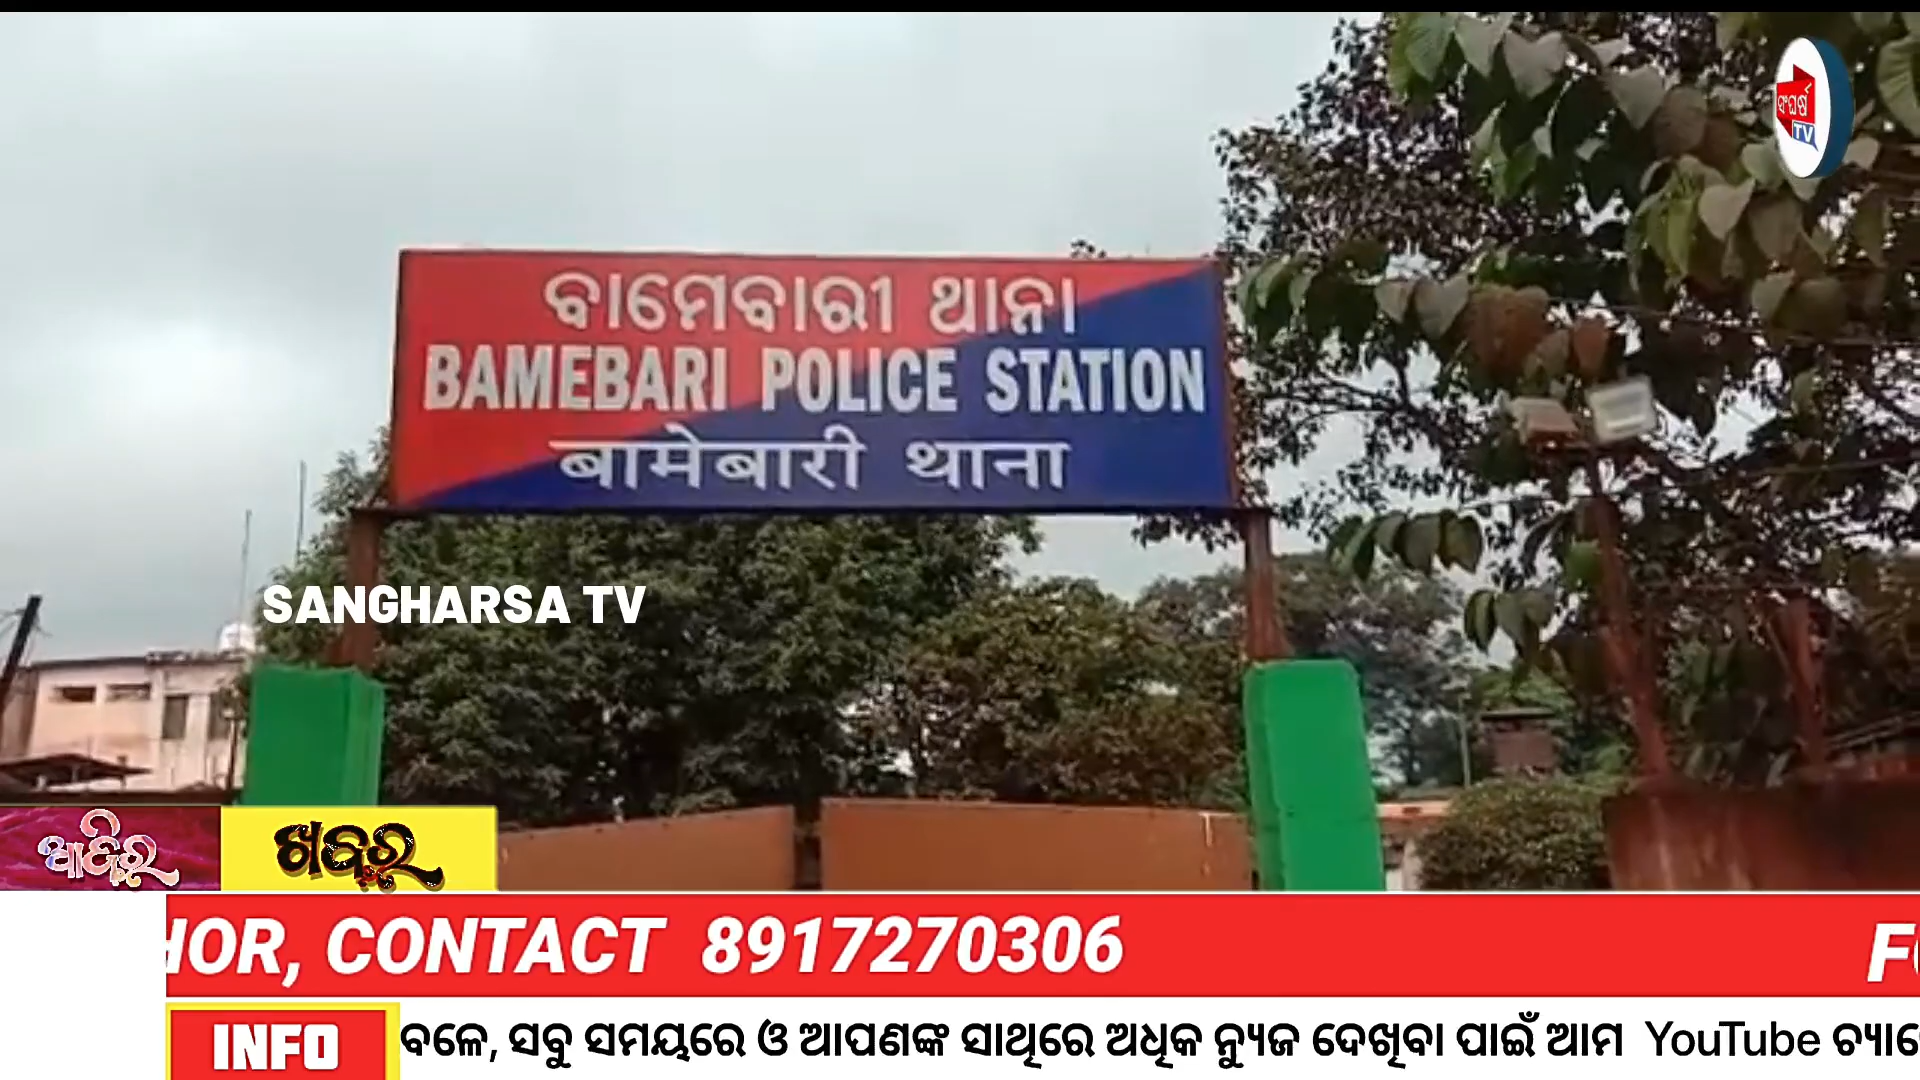 ସଂଘର୍ଷ
TV
ବାମେବାରୀ ଥାନା
BAMEBARI POLICE STATION
बामेबारी थाना
SANGHARSA TV
ଆଜିର ଖବର
HOR, CONTACT 8917270306
INFO
ବଳେ, ସବୁ ସମୟରେ ଓ ଆପଣଙ୍କ ସାଥିରେ ଅଧିକ ନ୍ୟୁଜ ଦେଖିବା ପାଇଁ ଆମ YouTube